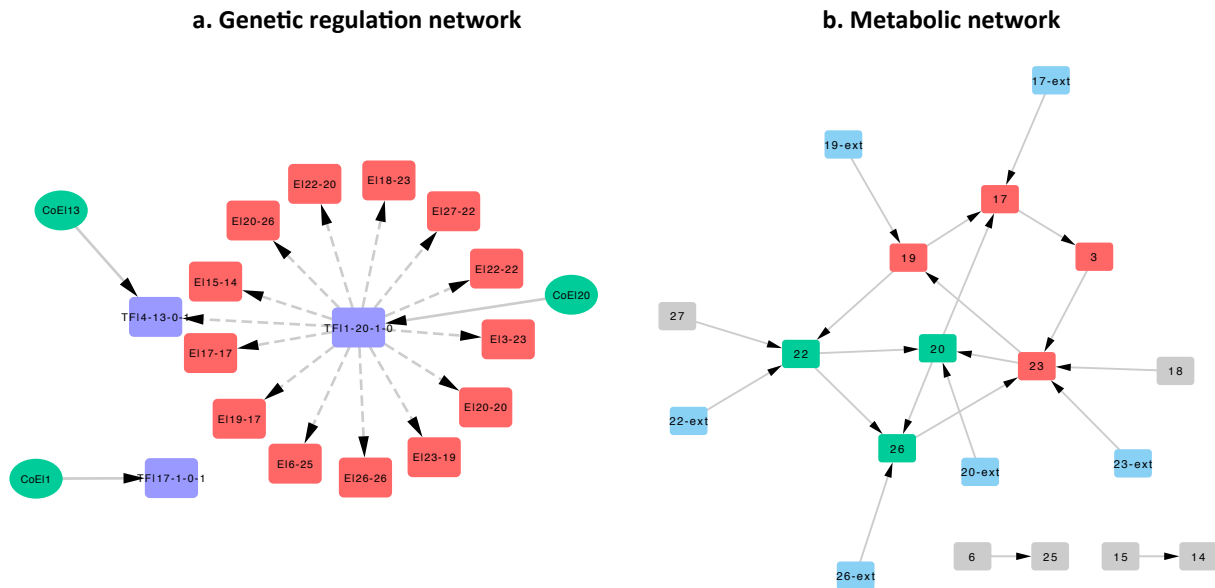 a. Genetic regulation network
b. Metabolic network
CoEI13
EI22-20
EI18-23
EI20-26
EI27-22
EI15-14
EI22-22
CoEI20
TFI4-13-0-1
TFI1-20-1-0
EI17-17
EI3-23
EI19-17
EI20-20
EI6-25
EI26-26
EI23-19
CoEI1
TFI17-1-0-1
17-ext
19-ext
17
19
3
27
22
20
23
18
22-ext
26
20-ext
23-ext
26-ext
6
25
15
14